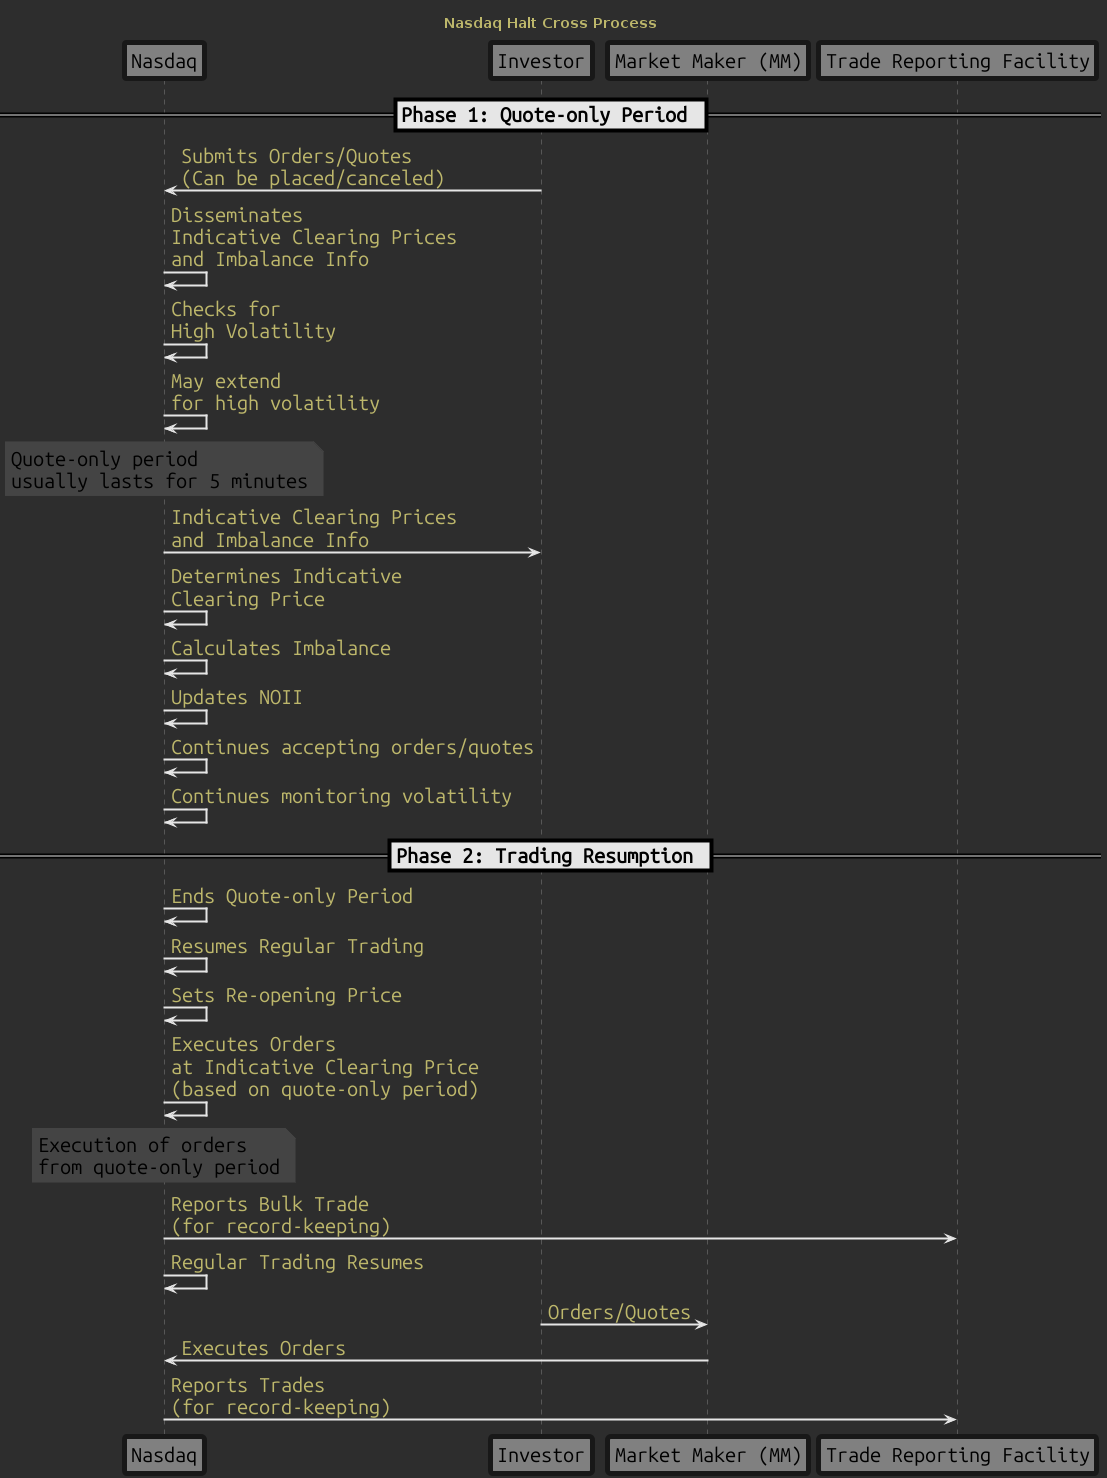 Nasdaq Halt Cross Process
Nasdaq
Investor
Market Maker (MM)
Trade Reporting Facility
Phase 1: Quote-only Period
Submits Orders/Quotes
(Can be placed/canceled)
Disseminates
Indicative Clearing Prices
and Imbalance Info
Checks for
High Volatility
May extend
for high volatility
Quote-only period
usually lasts for 5 minutes
Indicative Clearing Prices
and Imbalance Info
Determines Indicative
Clearing Price
Calculates Imbalance
Updates NOII
Continues accepting orders/quotes
Continues monitoring volatility
Phase 2: Trading Resumption
Ends Quote-only Period
Resumes Regular Trading
Sets Re-opening Price
Executes Orders
at Indicative Clearing Price
(based on quote-only period)
Execution of orders
from quote-only period
Reports Bulk Trade
(for record-keeping)
Regular Trading Resumes
Orders/Quotes
Executes Orders
Reports Trades
(for record-keeping)
Nasdaq
Investor
Market Maker (MM)
Trade Reporting Facility